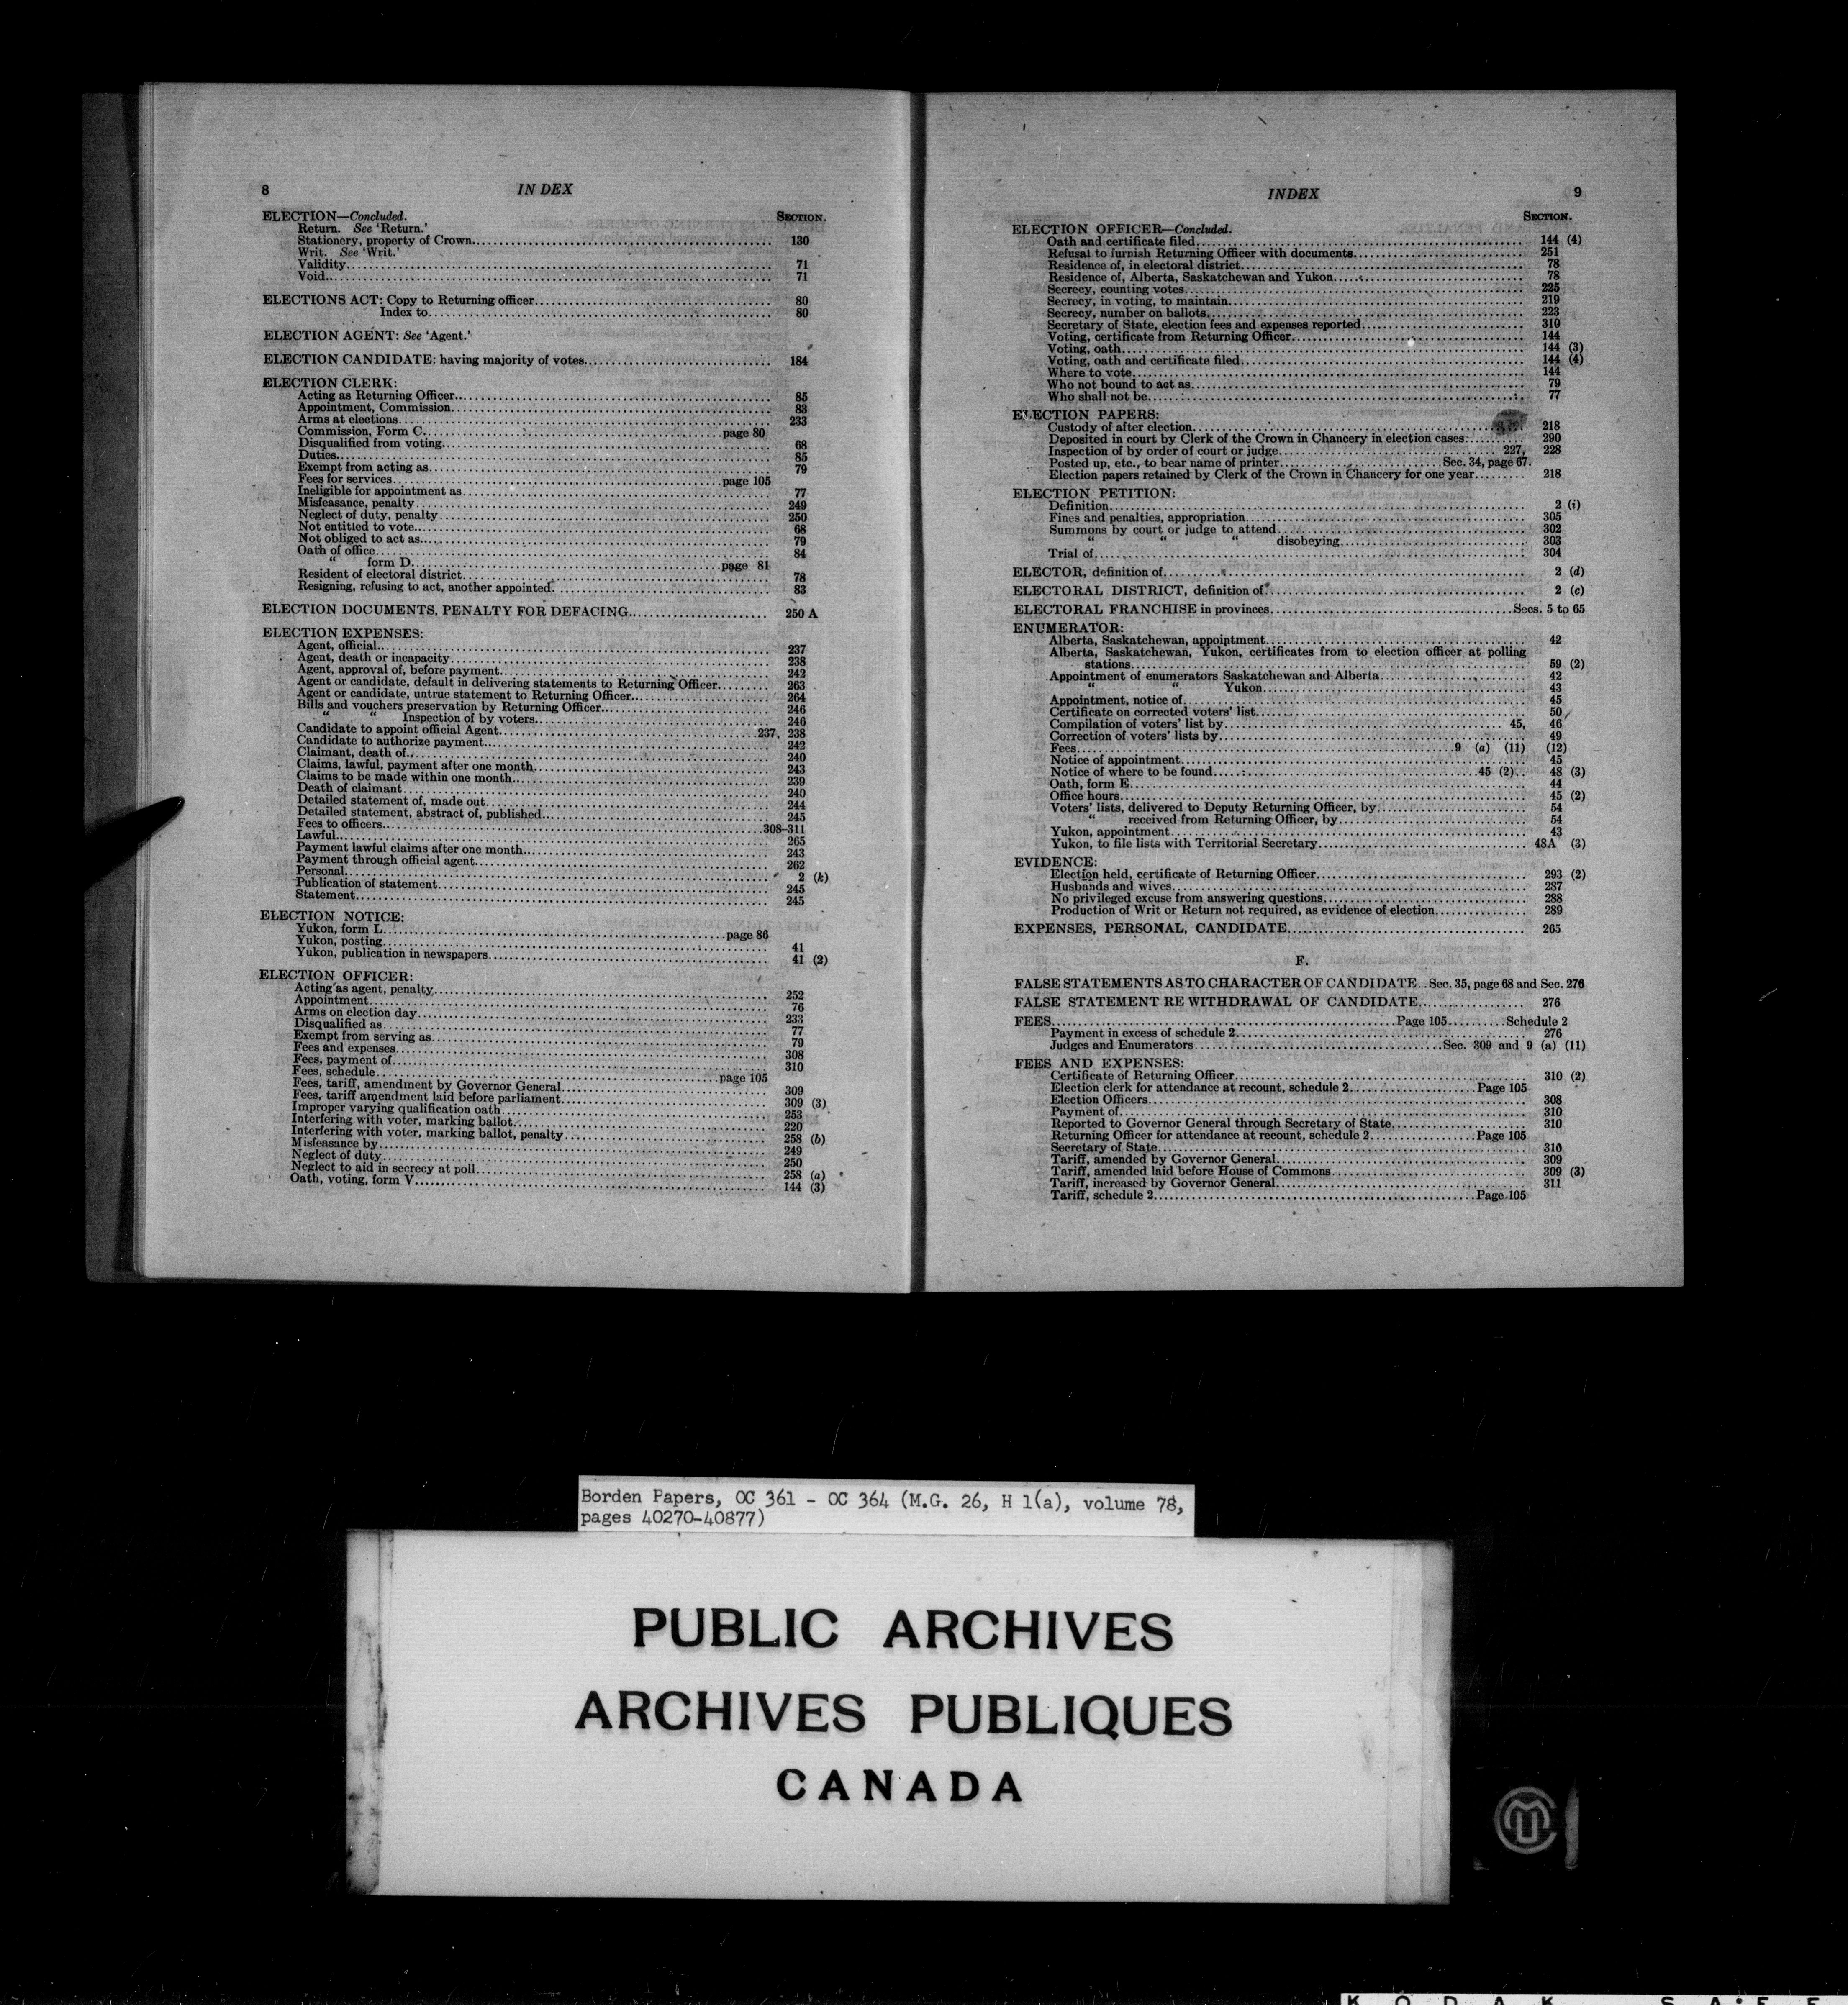 8 INDEX
ELECTION—Concluded. SECTION.
Return. See 'Return.'
Stationery, property of Crown 130
Writ. See 'Writ.'
Validity 71
Void 71
ELECTIONS ACT: Copy to Returning officer 80
Index to 80
ELECTION AGENT: See 'Agent.'
ELECTION CANDIDATE: having majority of votes 184
ELECTION CLERK:
Acting as Returning Officer 85
Appointment, Commission 83
Arms at elections 233
Commission, Form C page 80
Disqualified from voting 68
Duties 85
Exempt from acting as 79
Fees for services page 105
Ineligible for appointment as 77
Misfeasance, penalty 249
Neglect of duty, penalty 250
Not entitled to vote 68
Not obliged to act as 79
Oath of office 84
" form D page 81
Resident of electoral district 78
Resigning, refusing to act, another appointed 83
ELECTION DOCUMENTS, PENALTY FOR DEFACING 250 A
ELECTION EXPENSES:
Agent, official 237
Agent, death or incapacity 238
Agent, approval of, before payment 242
Agent or candidate, default in delivering statements to Returning Officer 263
Agent or candidate, untrue statement to Returning Officer 264
Bills and vouchers preservation by Returning Officer 246
" " Inspection of by voters 246
Candidate to appoint official Agent 237, 238
Candidate to authorize payment 242
Claimant, death of 240
Claims, lawful, payment after one month 243
Claims to be made within one month 239
Death of claimant 240
Detailed statement of, made out 244
Detailed statement, abstract of, published 245
Fees to officers 308-311
Lawful 265
Payment lawful claims after one month 243
Payment through official agent 262
Personal 2 (k)
Publication of statement 245
Statement 245
ELECTION NOTICE:
Yukon, form L page 86
Yukon, posting 41
Yukon, publication in newspapers 41 (2)
ELECTION OFFICER:
Acting as agent, penalty 252
Appointment 76
Arms on election day 233
Disqualified as 77
Exempt from serving as 79
Fees and expenses 308
Fees, payment of 310
Fees, schedule page 105
Fees, tariff, amendment by Governor General 309
Fees, tariff amendment laid before parliament 309 (3)
Improper varying qualification oath 253
Interfering with voter, marking ballot 220
Interfering with voter, marking ballot, penalty 258 (b)
Misfeasance by 249
Neglect of duty 250
Neglect to aid in secrecy at poll 258 (a)
Oath, voting, form V 144 (3)
INDEX 9
SECTION.
ELECTION OFFICER—Concluded.
Oath and certificate filed 144 (4)
Refusal to furnish Returning Officer with documents 251
Residence of, in electoral district 78
Residence of, Alberta, Saskatchewan and Yukon 78
Secrecy, counting votes 225
Secrecy, in voting, to maintain 219
Secrecy, number on ballots 223
Secretary of State, election fees and expenses reported 310
Voting, certificate from Returning Officer 144
Voting, oath 144 (3)
Voting, oath and certificate filed 144 (4)
Where to vote 144
Who not bound to act as 79
Who shall not be 77
ELECTION PAPERS:
Custody of after election 218
Deposited in court by Clerk of the Crown in Chancery in election cases 290
Inspection of by order of court or judge 227, 228
Posted up, etc., to bear name of printer Sec. 34, page 67.
Election papers retained by Clerk of the Crown in Chancery for one year 218
ELECTION PETITION:
Definition 2 (i)
Fines and penalties, appropriation 305
Summons by court or judge to attend 302
" " " disobeying 303
Trial of 304
ELECTOR, definition of 2 (d)
ELECTORAL DISTRICT, definition of 2 (c)
ELECTORAL FRANCHISE in provinces Secs. 5 to 65
ENUMERATOR:
Alberta, Saskatchewan, appointment 42
Alberta, Saskatchewan, Yukon, certificates from to election officer at polling
stations 59 (2)
Appointment of enumerators Saskatchewan and Alberta 42
" " Yukon 43
Appointment, notice of 45
Certificate on corrected voters' list 50
Compilation of voters' list by 45, 46
Correction of voters' lists by 49
Fees 9 (a) (11) (12)
Notice of appointment 45
Notice of where to be found 45 (2) 48 (3)
Oath, form E 44
Office hours 45 (2)
Voters' lists, delivered to Deputy Returning Officer, by 54
" received from Returning Officer, by 54
Yukon, appointment 43
Yukon, to file lists with Territorial Secretary 48A (3)
EVIDENCE:
Election held, certificate of Returning Officer 293 (2)
Husbands and wives 287
No privileged excuse from answering questions 288
Production of Writ or Return not required, as evidence of election 289
EXPENSES, PERSONAL, CANDIDATE 265
F.
FALSE STATEMENTS AS TO CHARACTER OF CANDIDATE Sec. 35, page 68 and Sec. 276
FALSE STATEMENT RE WITHDRAWAL OF CANDIDATE 276
FEES Page 105 Schedule 2
Payment in excess of schedule 2 276
Judges and Enumerators Sec. 309 and 9 (a) (11)
FEES AND EXPENSES:
Certificate of Returning Officer 310 (2)
Election clerk for attendance at recount, schedule 2 Page 105
Election Officers 308
Payment of 310
Reported to Governor General through Secretary of State 310
Returning Officer for attendance at recount, schedule 2 Page 105
Secretary of State 310
Tariff, amended by Governor General 309
Tariff, amended laid before House of Commons 309 (3)
Tariff, increased by Governor General 311
Tariff, schedule 2 Page 105
Borden Papers, OC 361 - OC 364 (M.G. 26, H 1(a), volume 78,
pages 40270-40877)
PUBLIC ARCHIVES
ARCHIVES PUBLIQUES
CANADA